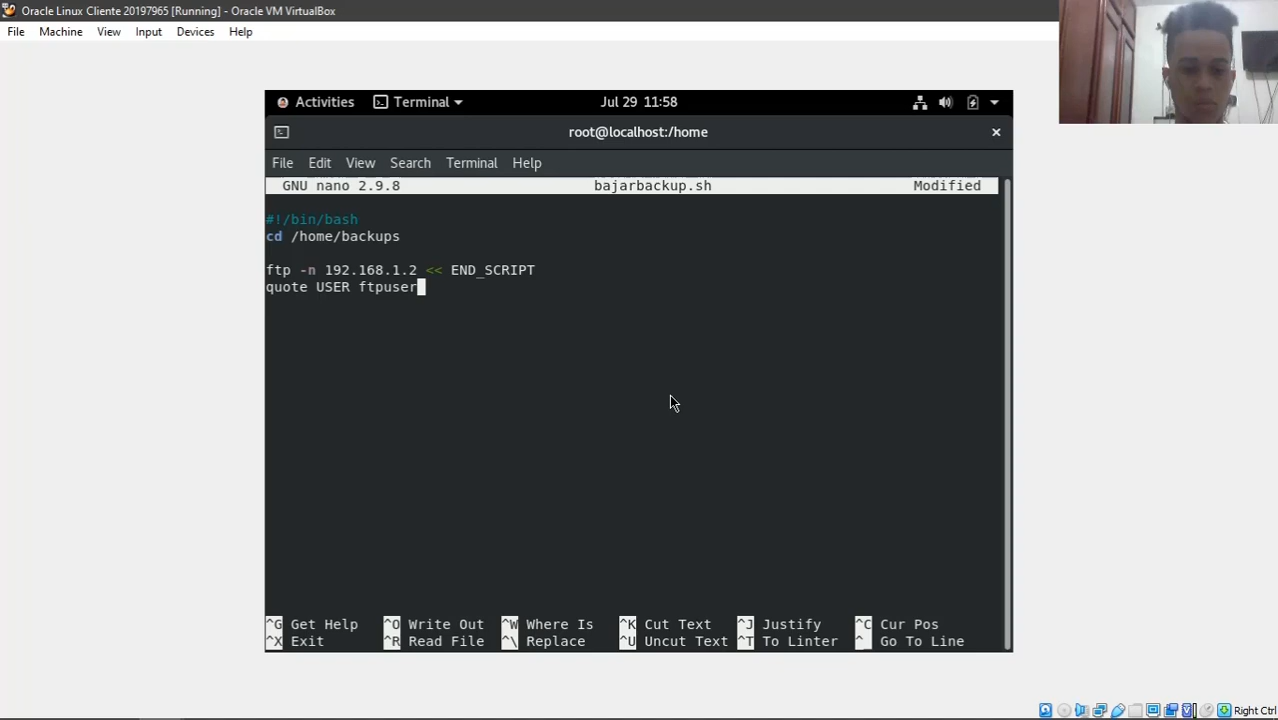 Oracle Linux Cliente 20197965 [Running] - Oracle VM VirtualBox
File Machine View Input Devices Help
Activities Terminal Jul 29 11:58
root@localhost:/home
File Edit View Search Terminal Help
GNU nano 2.9.8 bajarbackup.sh Modified
#!/bin/bash
cd /home/backups
ftp -n 192.168.1.2 << END_SCRIPT
quote USER ftpuser
^G Get Help ^O Write Out ^W Where Is ^K Cut Text ^J Justify ^C Cur Pos
^X Exit ^R Read File ^\ Replace ^U Uncut Text ^T To Linter ^_ Go To Line
Right Ctrl